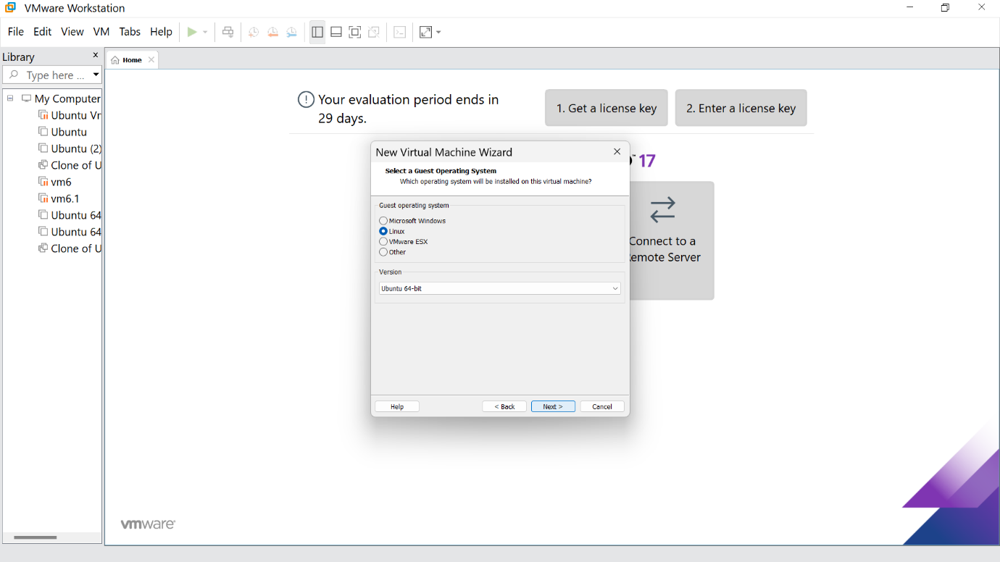 VMware Workstation
File Edit View VM Tabs Help
Library
Type here ...
My Computer
Ubuntu Vr
Ubuntu
Ubuntu (2)
Clone of U
vm6
vm6.1
Ubuntu 64
Ubuntu 64
Clone of U
Home
Your evaluation period ends in
29 days.
1. Get a license key
2. Enter a license key
™ 17
Connect to a
emote Server
New Virtual Machine Wizard
Select a Guest Operating System
Which operating system will be installed on this virtual machine?
Guest operating system
Microsoft Windows
Linux
VMware ESX
Other
Version
Ubuntu 64-bit
Help
< Back
Next >
Cancel
vmware®